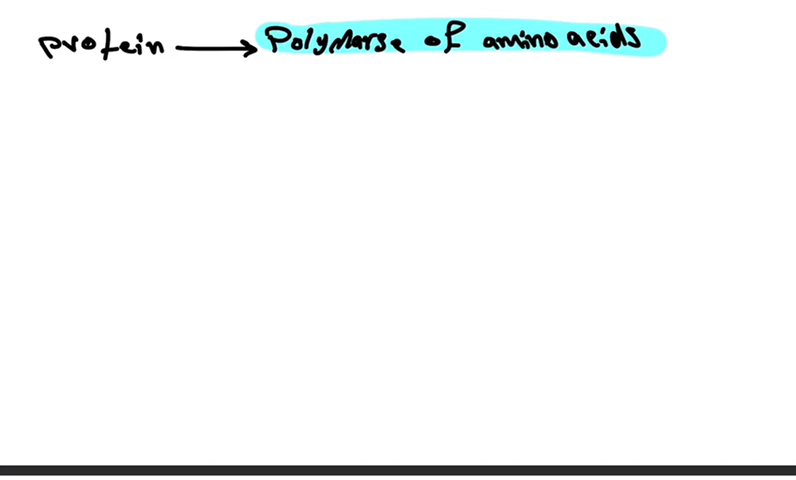 protein → Polymarse of amino acids